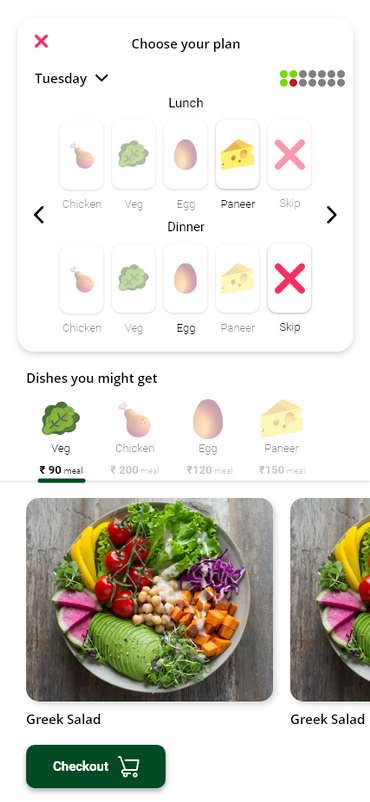 Choose your plan
Tuesday
Lunch
Chicken Veg Egg Paneer Skip
Dinner
Chicken Veg Egg Paneer Skip
Dishes you might get
Veg Chicken Egg Paneer
₹ 90 meal ₹ 200 meal ₹120 meal ₹150 meal
Greek Salad Greek Salad
Checkout